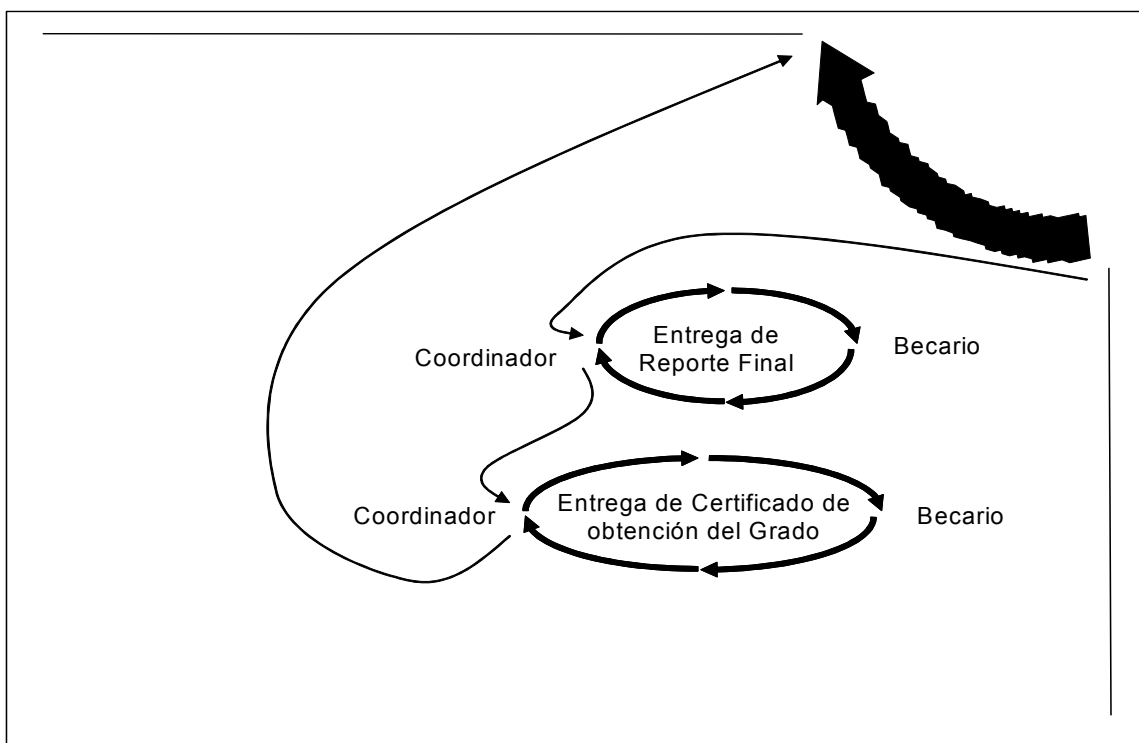 Entrega de
Reporte Final
Coordinador
Becario
Entrega de Certificado de
obtención del Grado
Coordinador
Becario